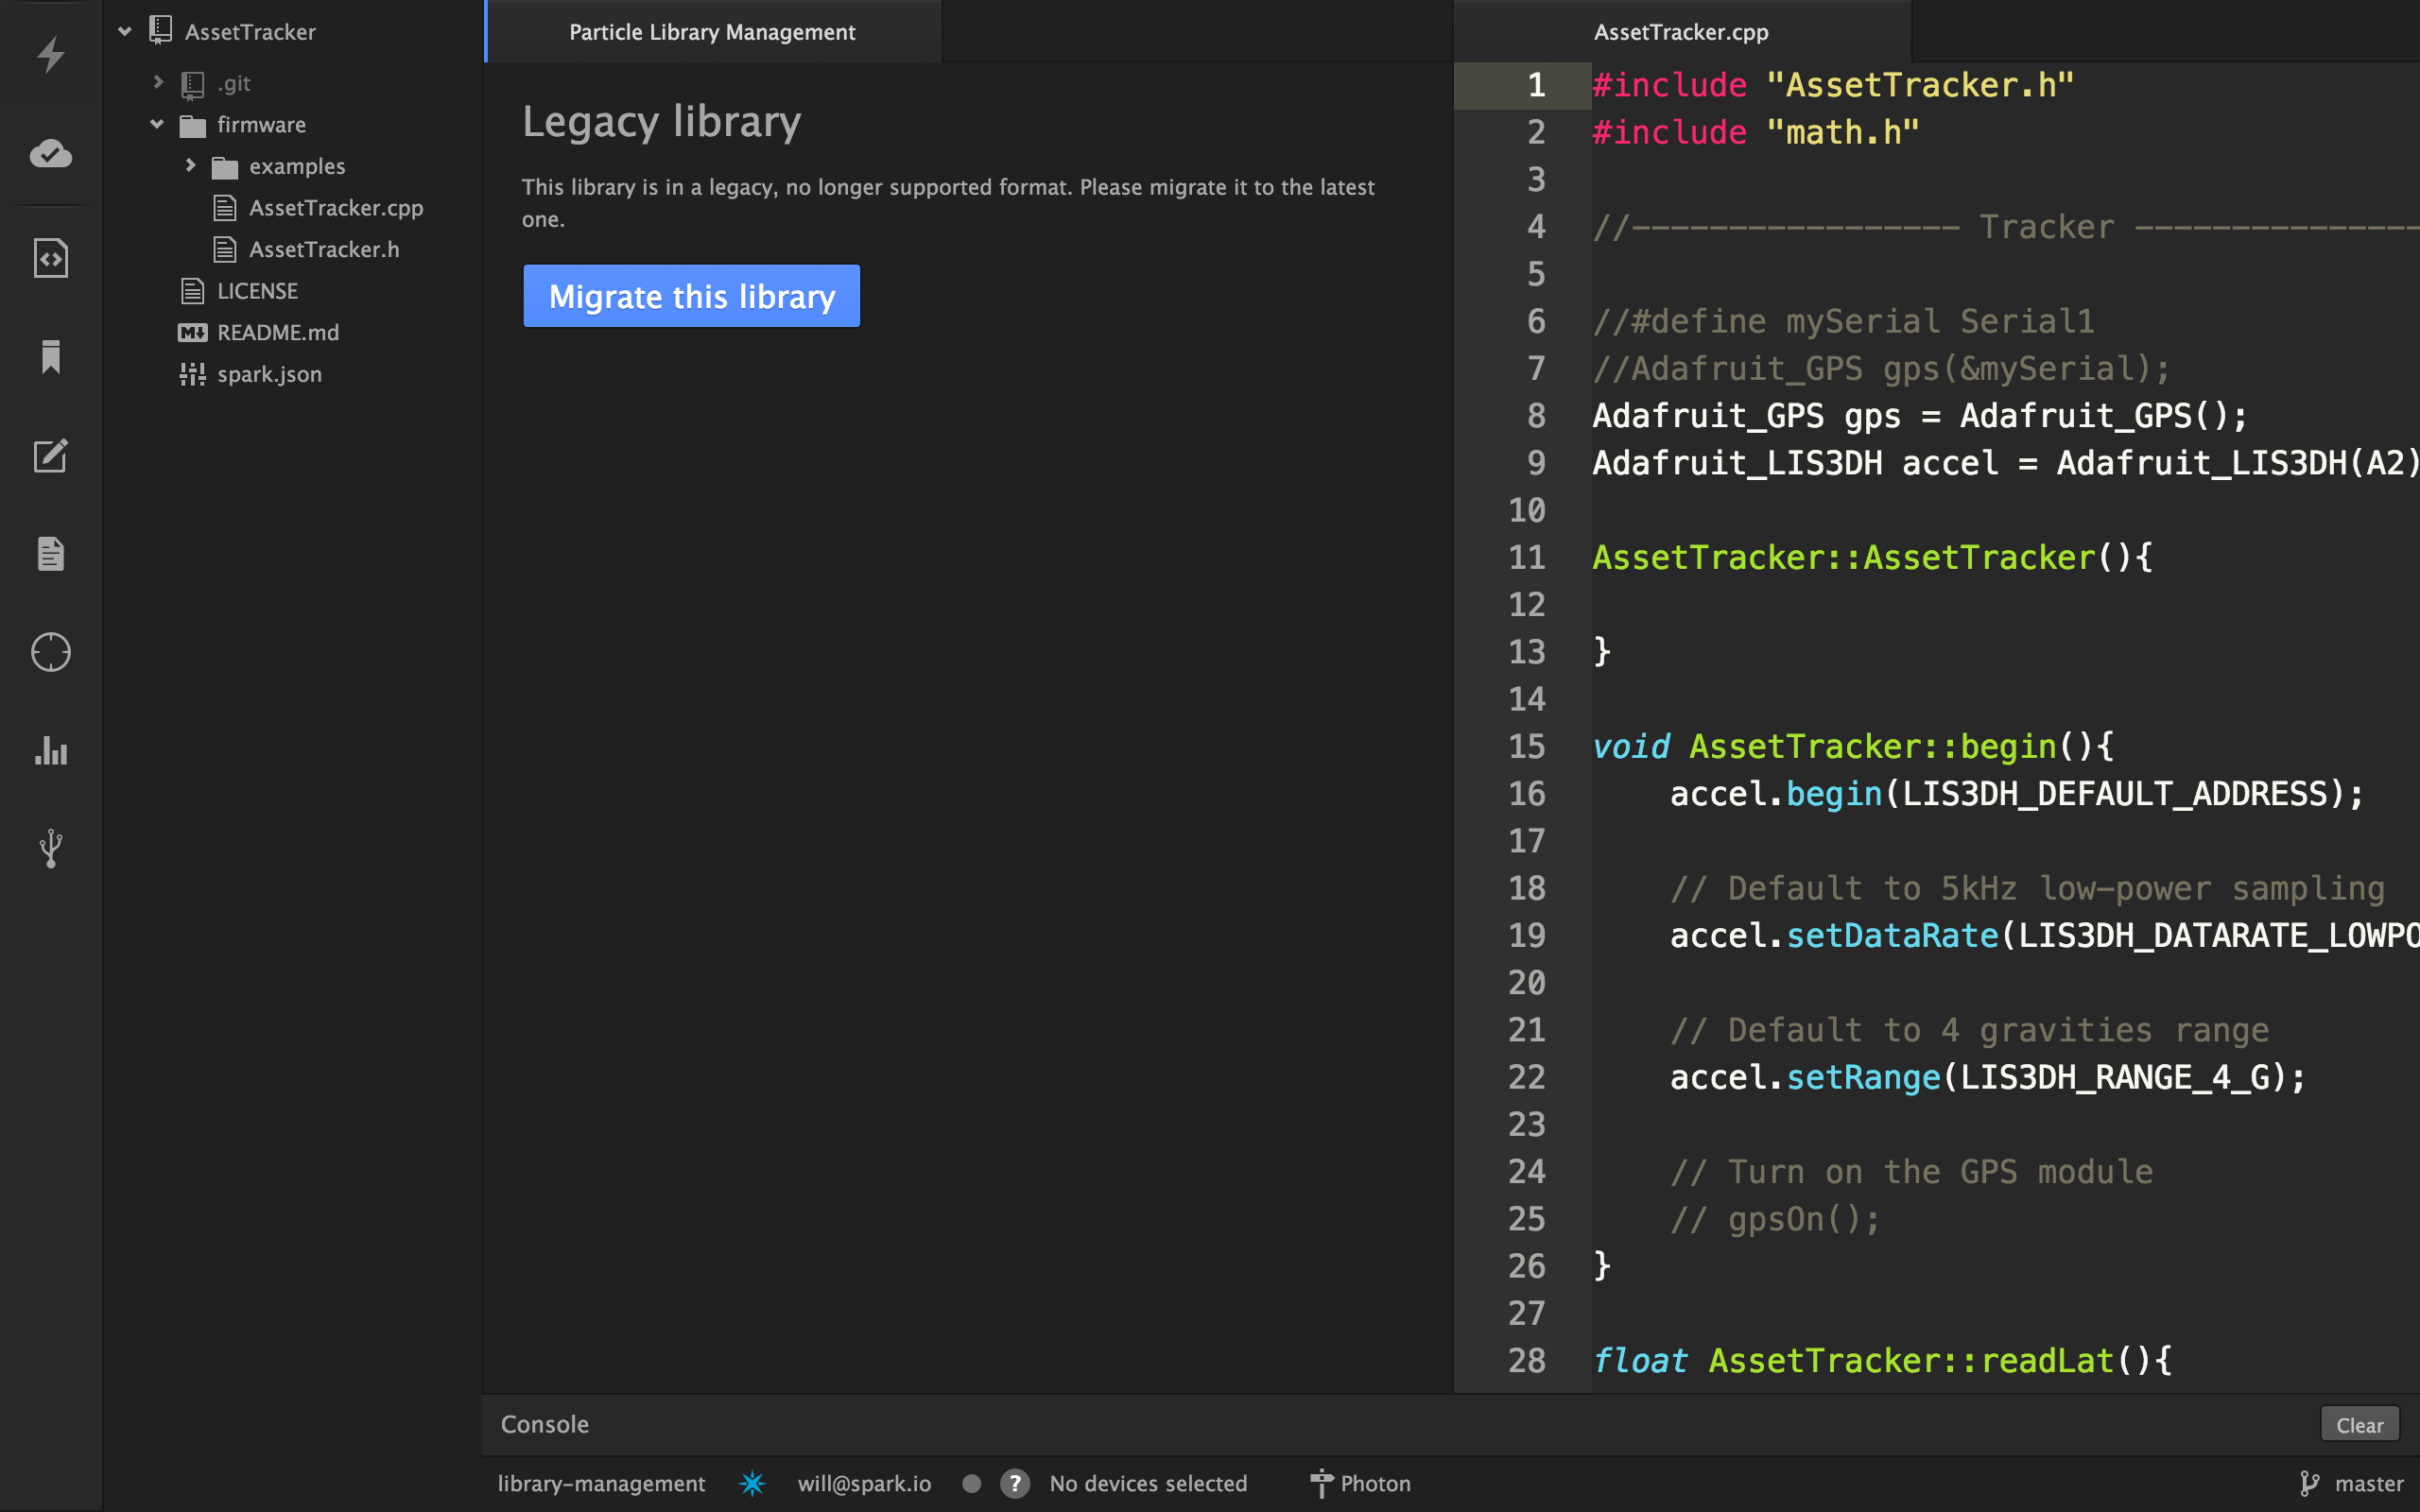 AssetTracker
.git
firmware
examples
AssetTracker.cpp
AssetTracker.h
LICENSE
README.md
spark.json
Particle Library Management
Legacy library
This library is in a legacy, no longer supported format. Please migrate it to the latest
one.
Migrate this library
AssetTracker.cpp
1 #include "AssetTracker.h"
2 #include "math.h"
3
4 //----------------- Tracker ---------------
5
6 //#define mySerial Serial1
7 //Adafruit_GPS gps(&mySerial);
8 Adafruit_GPS gps = Adafruit_GPS();
9 Adafruit_LIS3DH accel = Adafruit_LIS3DH(A2)
10
11 AssetTracker::AssetTracker(){
12
13 }
14
15 void AssetTracker::begin(){
16     accel.begin(LIS3DH_DEFAULT_ADDRESS);
17
18     // Default to 5kHz low-power sampling
19     accel.setDataRate(LIS3DH_DATARATE_LOWPO
20
21     // Default to 4 gravities range
22     accel.setRange(LIS3DH_RANGE_4_G);
23
24     // Turn on the GPS module
25     // gpsOn();
26 }
27
28 float AssetTracker::readLat(){
Console
Clear
library-management will@spark.io ? No devices selected Photon master